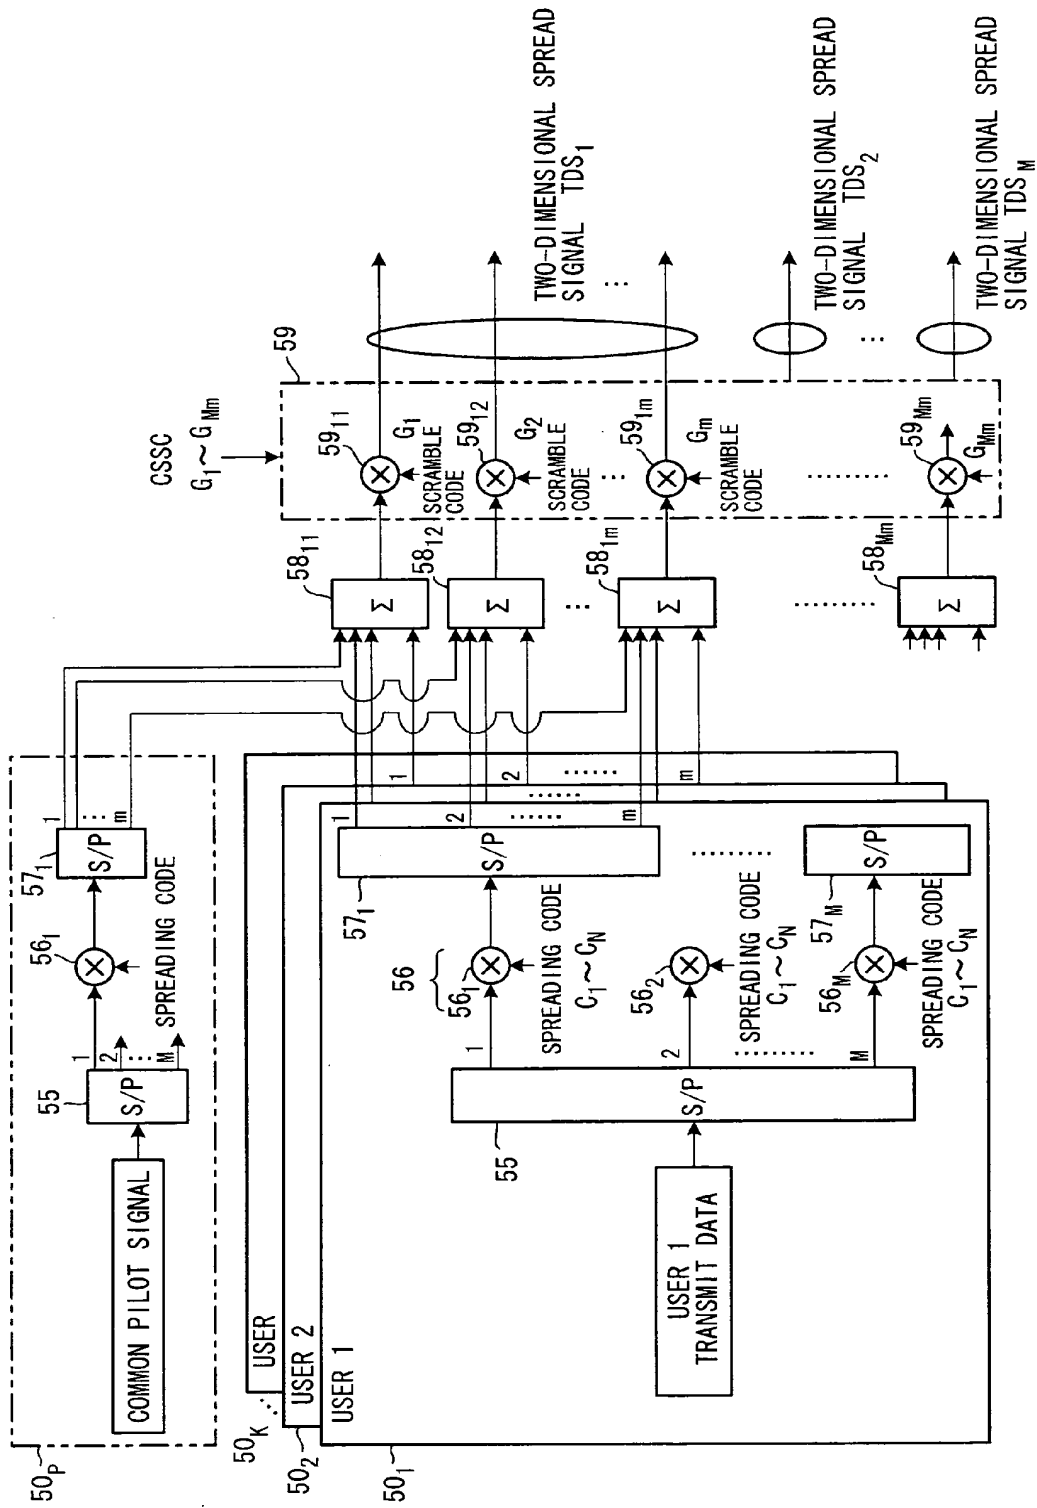 50P
COMMON PILOT SIGNAL
55
S/P
1
2
M
56₁
SPREADING CODE
57₁
S/P
1
m
50K
USER
50₂
USER 2
50₁
USER 1
USER 1
TRANSMIT DATA
55
S/P
1
2
M
56
56₁
SPREADING CODE
C₁~CN
56₂
SPREADING CODE
C₁~CN
56M
SPREADING CODE
C₁~CN
57₁
S/P
57M
S/P
1
2
m
1
2
m
58₁₁
Σ
58₁₂
Σ
58₁m
Σ
58Mm
Σ
CSSC
G₁~GMm
59
59₁₁
G₁
SCRAMBLE
CODE
59₁₂
G₂
SCRAMBLE
CODE
59₁m
Gm
SCRAMBLE
CODE
59Mm
GMm
TWO-DIMENSIONAL SPREAD
SIGNAL TDS₁
TWO-DIMENSIONAL SPREAD
SIGNAL TDS₂
TWO-DIMENSIONAL SPREAD
SIGNAL TDSM